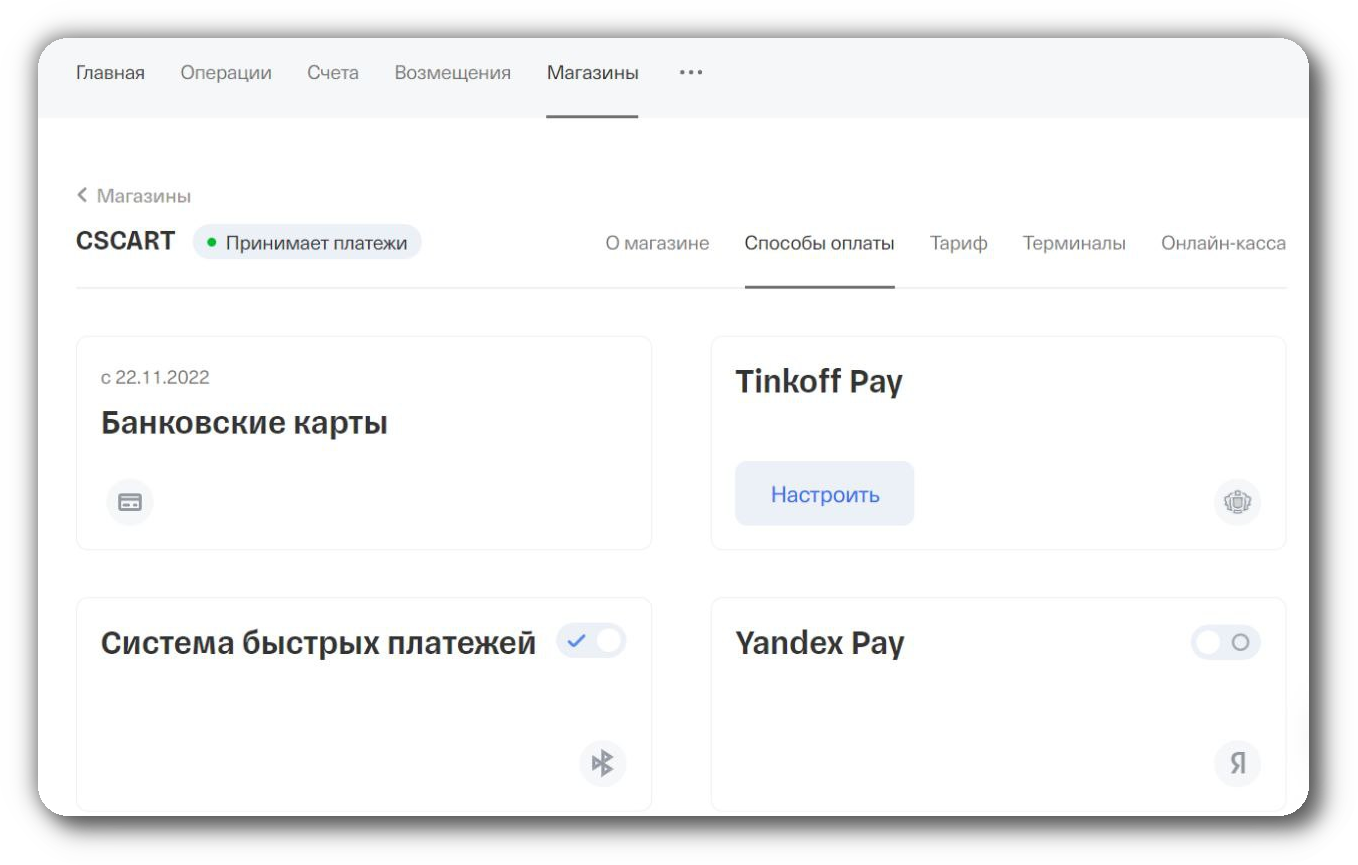 Главная Операции Счета Возмещения Магазины •••
Магазины
CSCART Принимает платежи О магазине Способы оплаты Тариф Терминалы Онлайн-касса
с 22.11.2022
Банковские карты
Tinkoff Pay
Настроить
Система быстрых платежей
Yandex Pay
Я